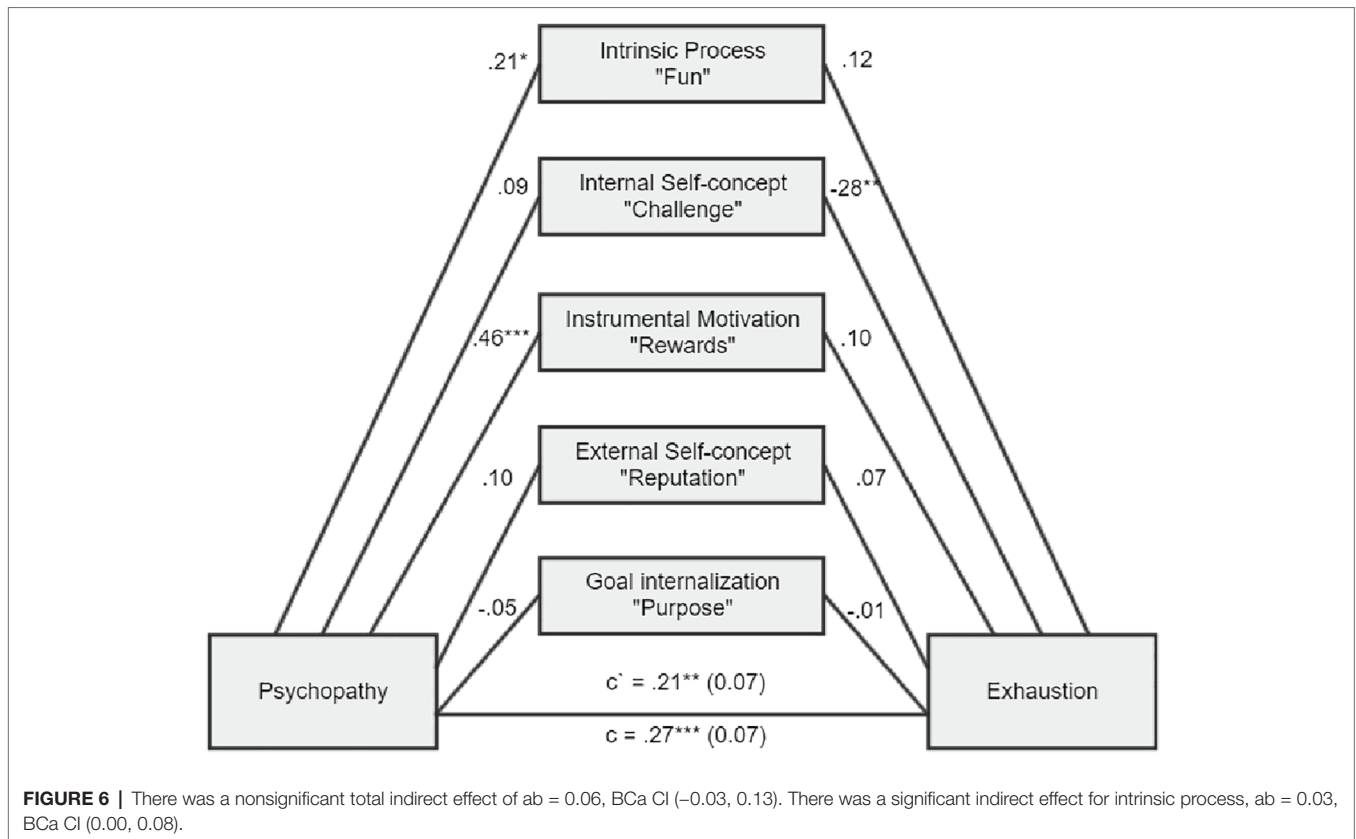 .21*
Intrinsic Process
"Fun"
.12
.09
Internal Self-concept
"Challenge"
-28**
.46***
Instrumental Motivation
"Rewards"
.10
.10
External Self-concept
"Reputation"
.07
-.05
Goal internalization
"Purpose"
-.01
Psychopathy
c` = .21** (0.07)
c = .27*** (0.07)
Exhaustion
FIGURE 6 | There was a nonsignificant total indirect effect of ab = 0.06, BCa CI (−0.03, 0.13). There was a significant indirect effect for intrinsic process, ab = 0.03,
BCa CI (0.00, 0.08).